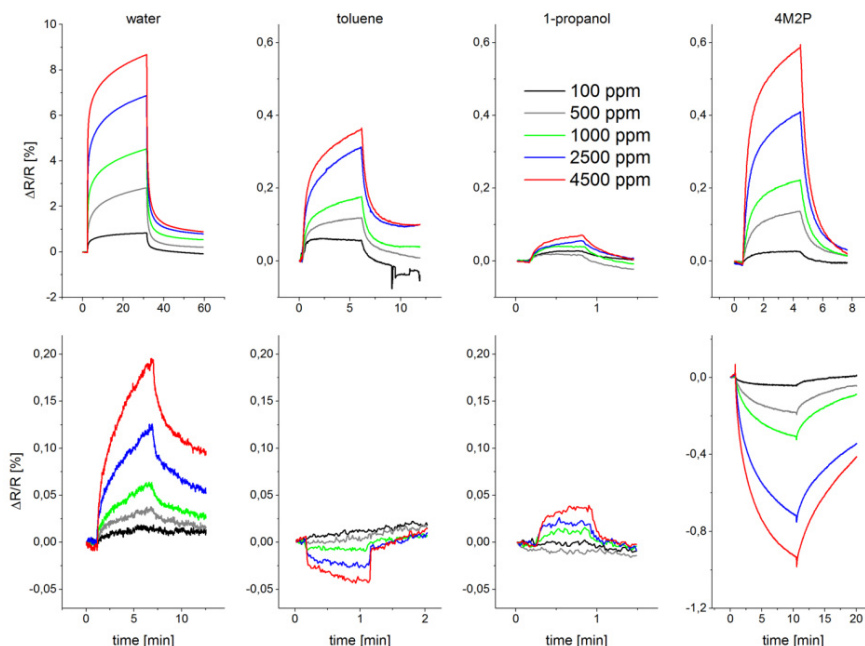 water
toluene
1-propanol
4M2P
ΔR/R [%]
10
8
6
4
2
0
-2
0 20 40 60
0,6
0,4
0,2
0,0
0 5 10
0,6
0,4
0,2
0,0
0 1
100 ppm
500 ppm
1000 ppm
2500 ppm
4500 ppm
0,6
0,4
0,2
0,0
0 2 4 6 8
ΔR/R [%]
0,20
0,15
0,10
0,05
0,00
-0,05
0 5 10
time [min]
0,20
0,15
0,10
0,05
0,00
-0,05
0 1 2
time [min]
0,20
0,15
0,10
0,05
0,00
-0,05
0 1
time [min]
0,0
-0,4
-0,8
-1,2
0 5 10 15 20
time [min]